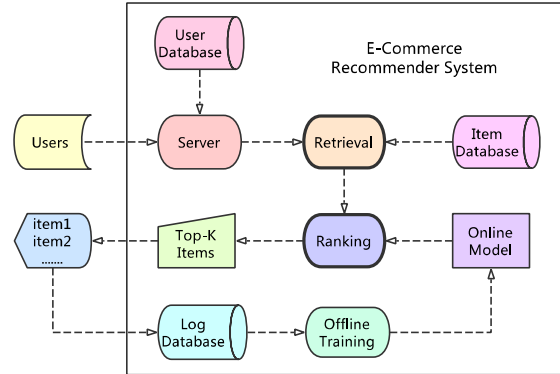 User
Database
E-Commerce
Recommender System
Users
Server
Retrieval
Item
Database
item1
item2
.......
Top-K
Items
Ranking
Online
Model
Log
Database
Offline
Training